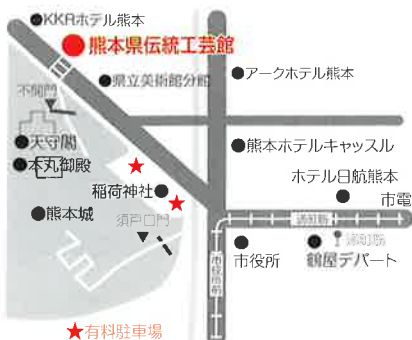 KKRホテル熊本
熊本県伝統工芸館
県立美術館分館
アークホテル熊本
不開門
天守閣
熊本ホテルキャッスル
本丸御殿
稲荷神社
ホテル日航熊本
市電
熊本城
須戸口門
通町筋
通町筋
市役所前
市役所
鶴屋デパート
★有料駐車場